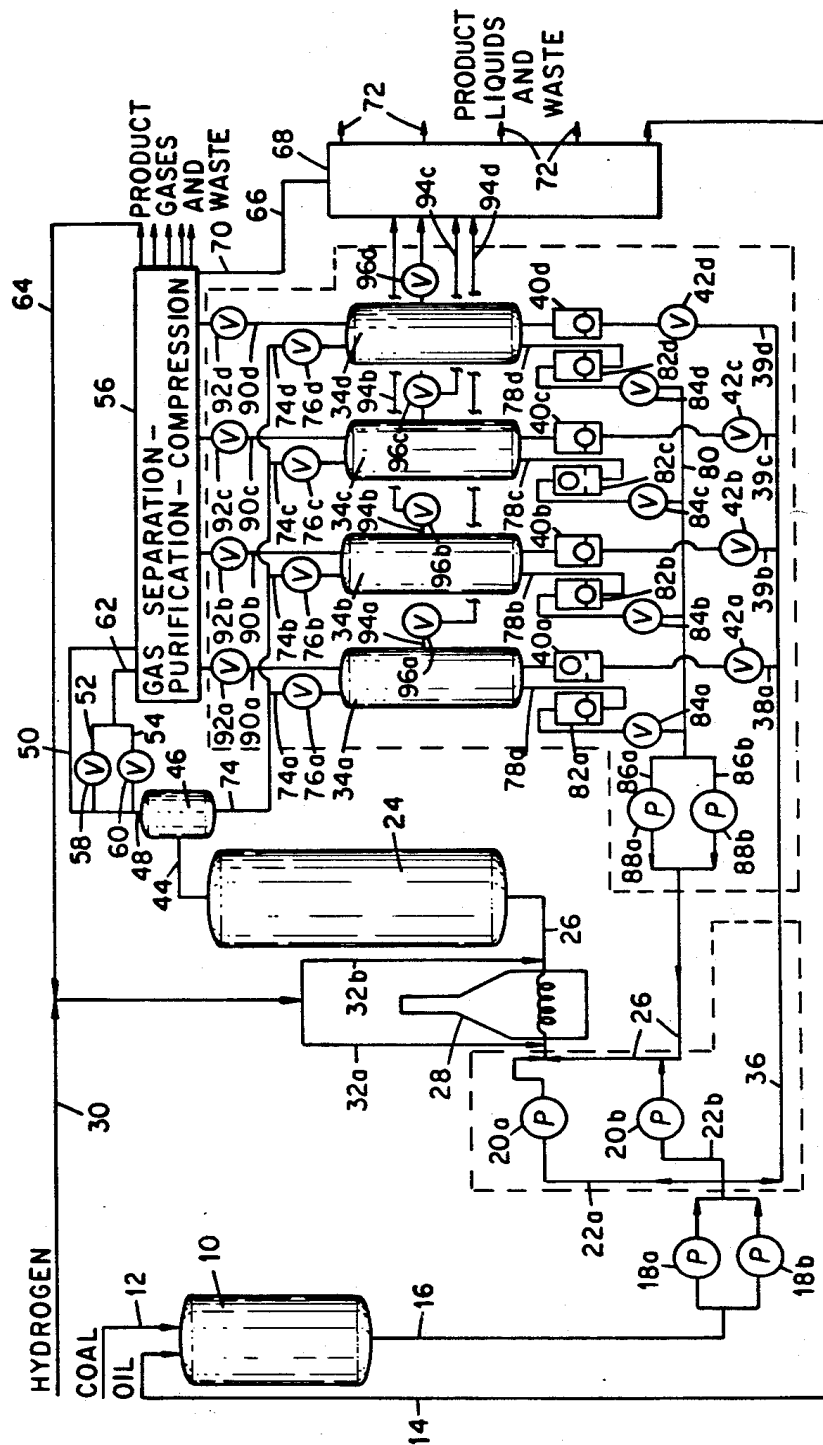 HYDROGEN
30
64
COAL
12
OIL
10
14
16
32a
32b
28
26
24
44
46
48
50
58
V
60
V
52
54
62
74
56
GAS SEPARATION-
PURIFICATION-COMPRESSION
PRODUCT
GASES
AND
WASTE
70
66
68
72
PRODUCT
LIQUIDS
AND
WASTE
72
92a
V
90a
92b
V
90b
92c
V
90c
92d
V
90d
74a
76a
V
74b
76b
V
74c
76c
V
74d
76d
V
34a
34b
34c
34d
94a
96a
V
94b
96b
V
94b
96c
V
94b
96d
V
94c
94d
78a
78b
78c
78d
82a
82b
82c
82d
40a
40b
40c
40d
84a
V
84b
V
84c
V
84d
V
80
42a
V
42b
V
42c
V
42d
V
38a
39b
39c
39d
86a
86b
88a
P
88b
P
26
36
20a
P
20b
P
22a
22b
18a
P
18b
P